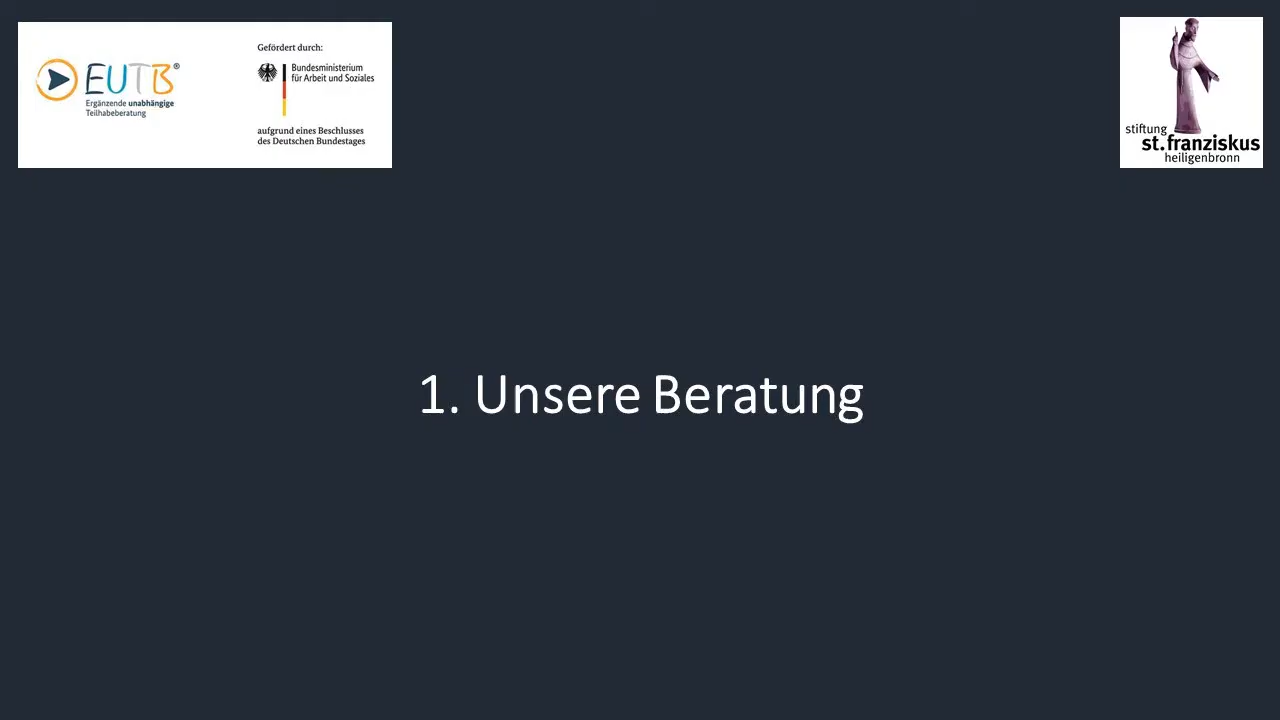 EUTB®
Ergänzende unabhängige
Teilhabeberatung
Gefördert durch:
Bundesministerium
für Arbeit und Soziales
aufgrund eines Beschlusses
des Deutschen Bundestages
stiftung
st.franziskus
heiligenbronn
1. Unsere Beratung